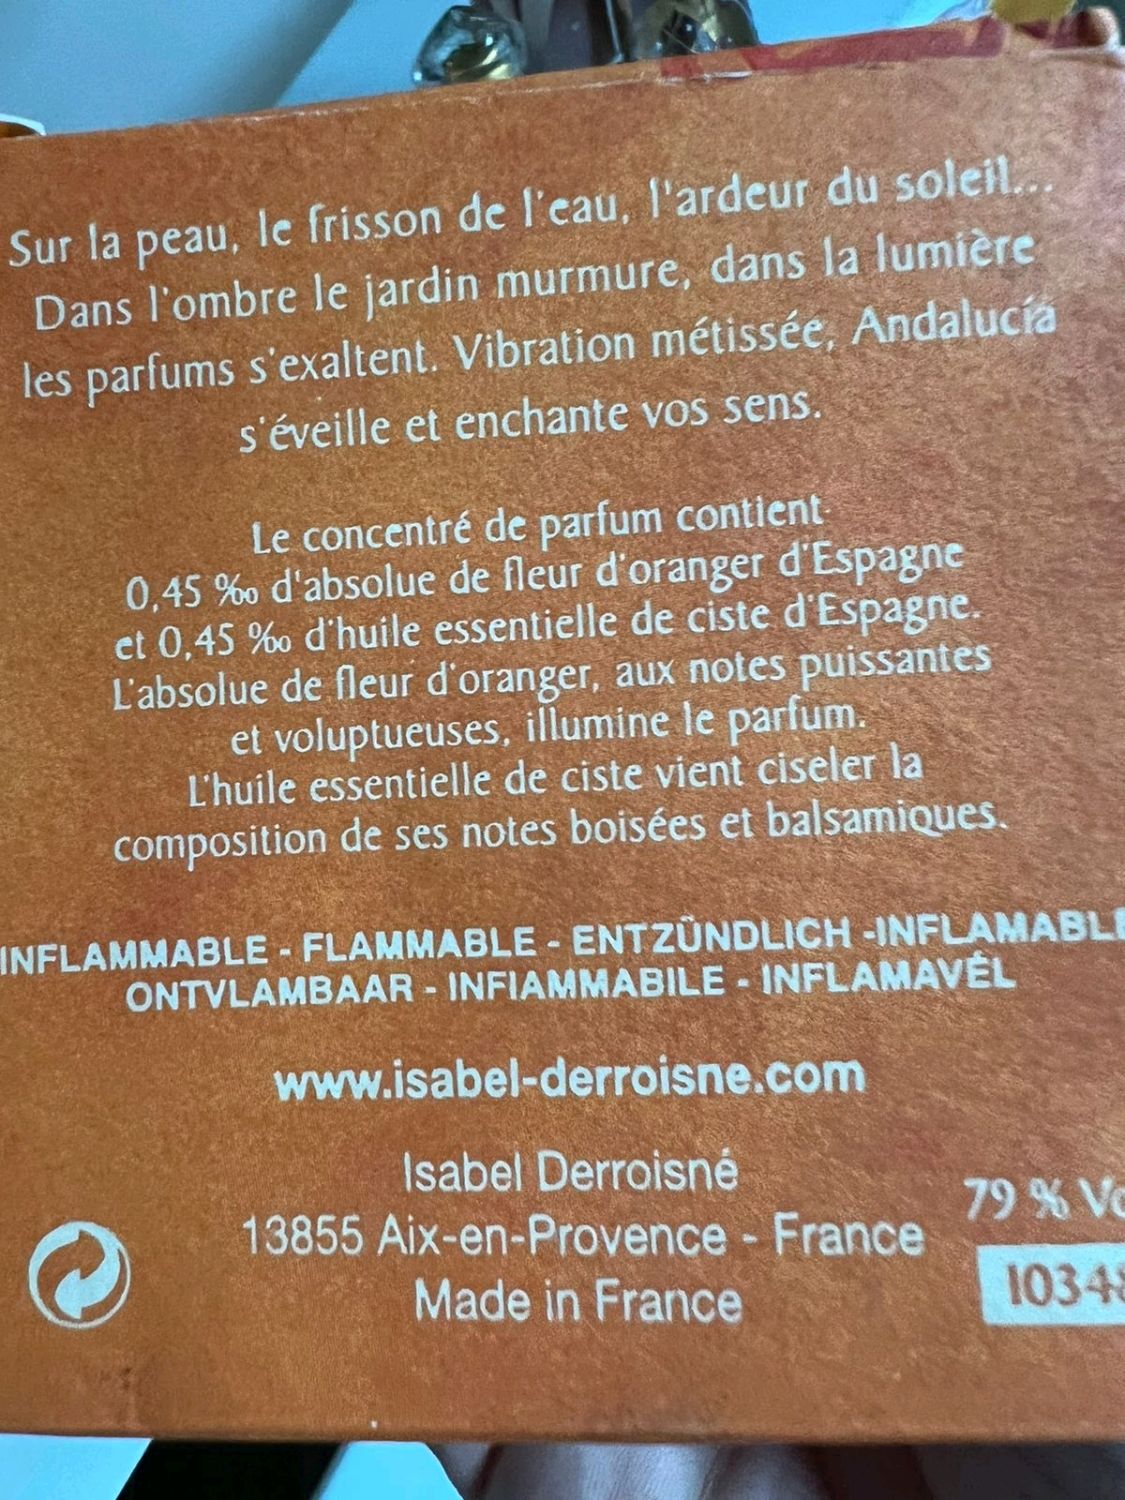 Sur la peau, le frisson de l'eau, l'ardeur du soleil...
Dans l'ombre le jardin murmure, dans la lumière
les parfums s'exaltent. Vibration métissée, Andalucía
s'éveille et enchante vos sens.
Le concentré de parfum contient
0,45 ‰ d'absolue de fleur d'oranger d'Espagne
et 0,45 ‰ d'huile essentielle de ciste d'Espagne.
L'absolue de fleur d'oranger, aux notes puissantes
et voluptueuses, illumine le parfum.
L'huile essentielle de ciste vient ciseler la
composition de ses notes boisées et balsamiques.
INFLAMMABLE - FLAMMABLE - ENTZÜNDLICH -INFLAMABLE
ONTVLAMBAAR - INFIAMMABILE - INFLAMAVÉL
www.isabel-derroisne.com
Isabel Derroisné
13855 Aix-en-Provence - France
Made in France
79 % Vo
10348